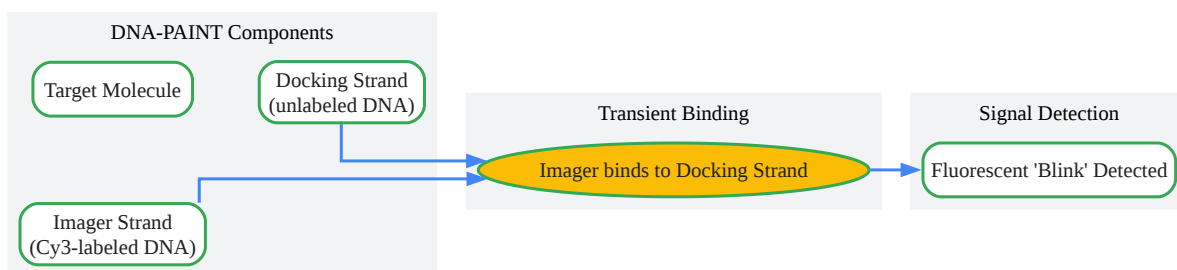 DNA-PAINT Components
Target Molecule
Docking Strand
(unlabeled DNA)
Imager Strand
(Cy3-labeled DNA)
Transient Binding
Imager binds to Docking Strand
Signal Detection
Fluorescent 'Blink' Detected